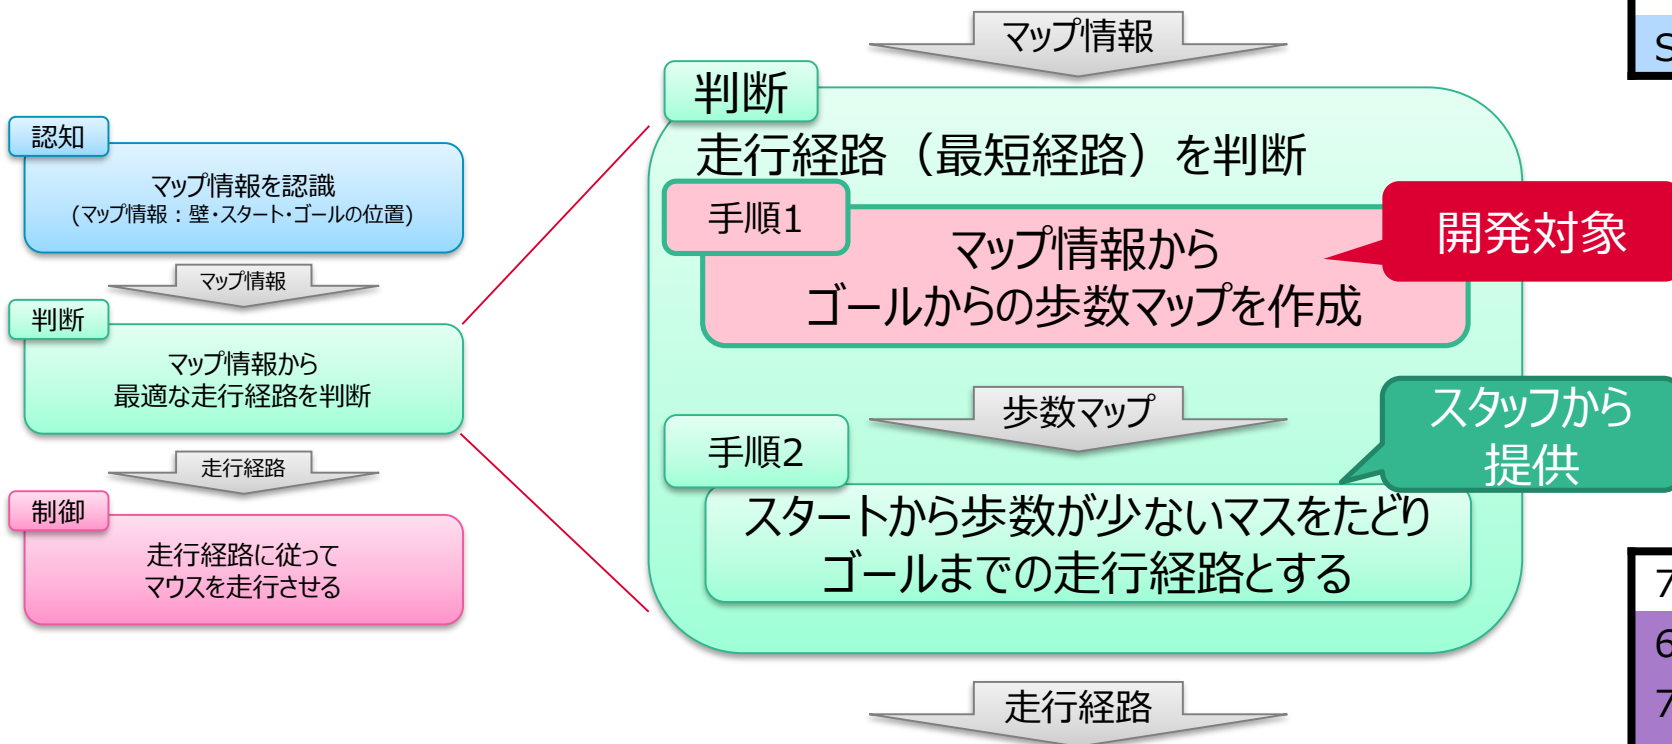 認知
マップ情報を認識
(マップ情報：壁・スタート・ゴールの位置)
マップ情報
判断
マップ情報から
最適な走行経路を判断
走行経路
制御
走行経路に従って
マウスを走行させる
マップ情報
判断
走行経路（最短経路）を判断
手順1
マップ情報から
ゴールからの歩数マップを作成
開発対象
歩数マップ
スタッフから
提供
手順2
スタートから歩数が少ないマスをたどり
ゴールまでの走行経路とする
走行経路
S
7
6
7